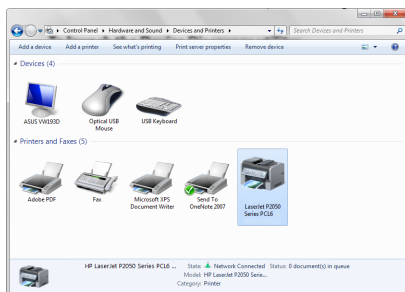 Control Panel ▸ Hardware and Sound ▸ Devices and Printers ▸
Search Devices and Printers
Add a device Add a printer See what's printing Print server properties Remove device
Devices (4)
ASUS VW193D
Optical USB Mouse
USB Keyboard
Printers and Faxes (5)
Adobe PDF
Fax
Microsoft XPS
Document Writer
Send To
OneNote 2007
LaserJet P2050
Series PCL6
HP LaserJet P2050 Series PCL6 ... State: Network Connected Status: 0 document(s) in queue
Model: HP LaserJet P2050 Serie...
Category: Printer